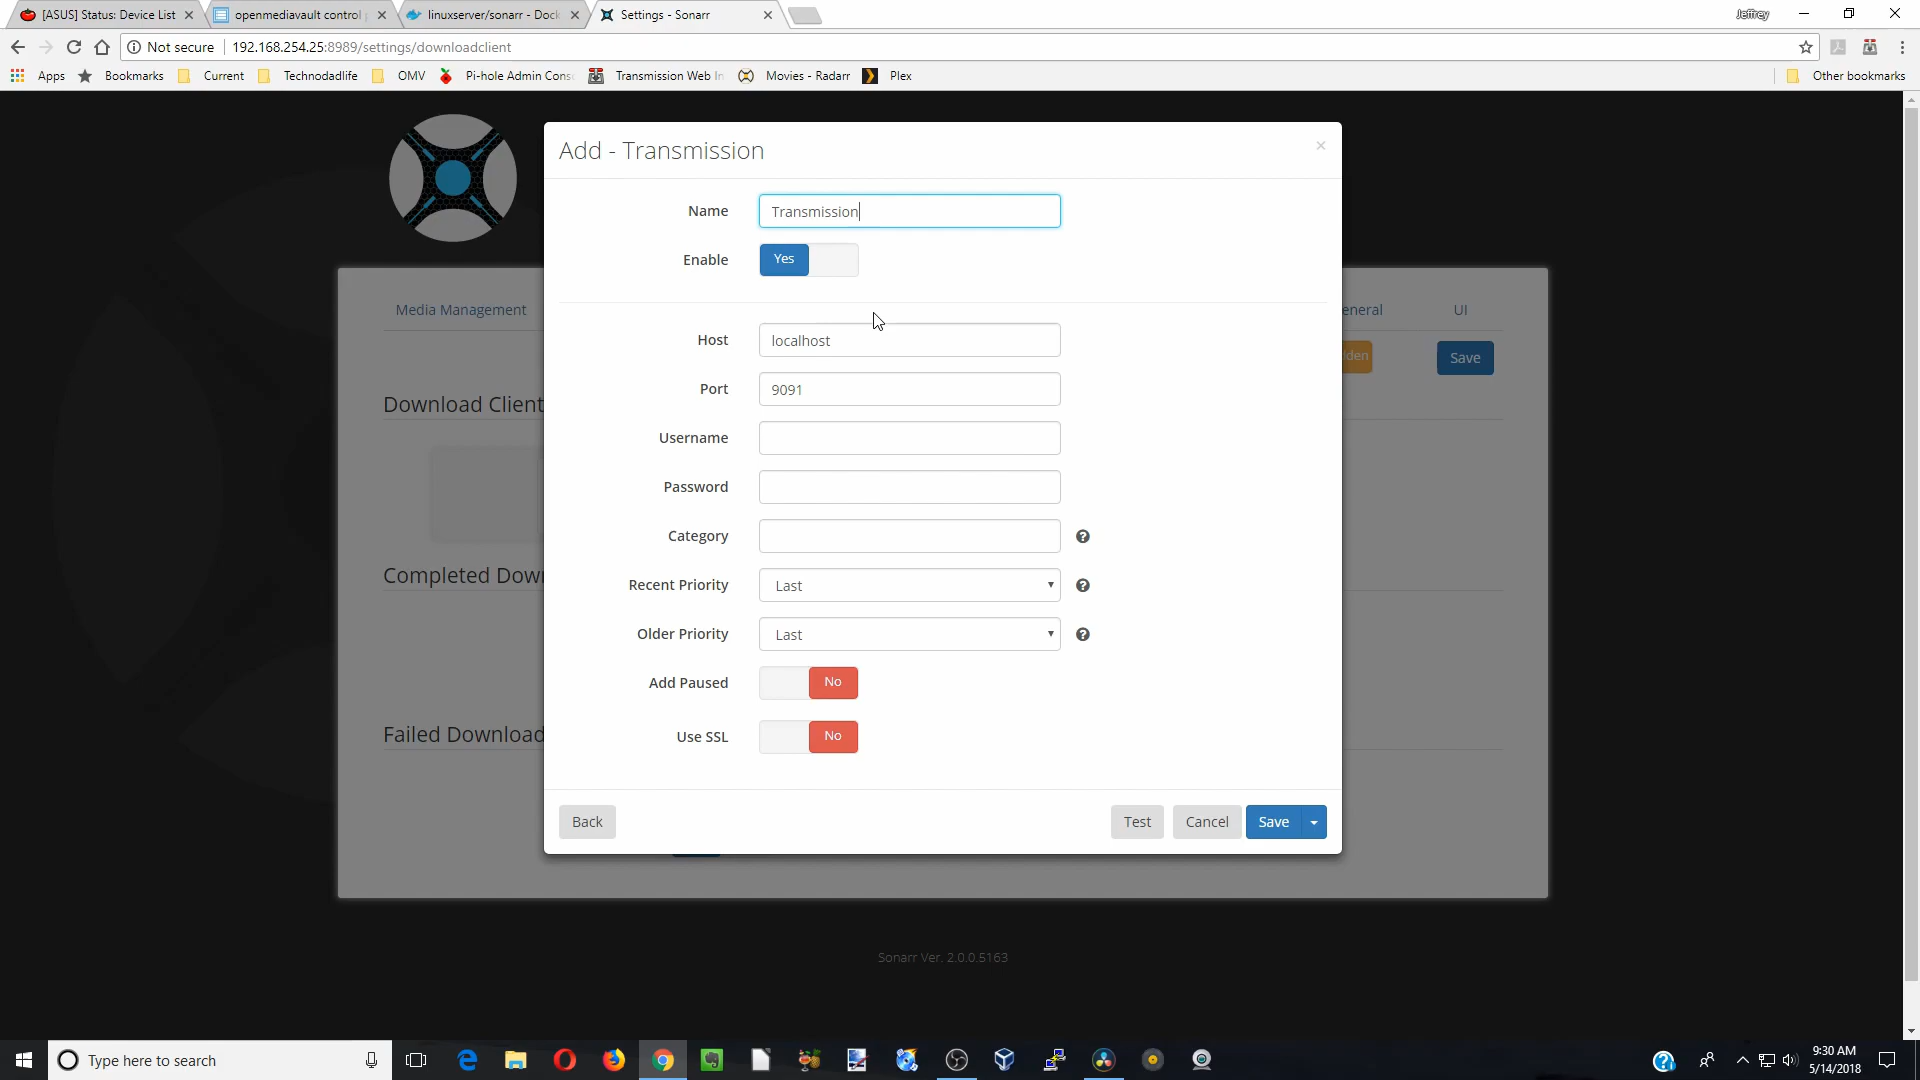 [ASUS] Status: Device List
openmediavault control p
linuxserver/sonarr - Dock
Settings - Sonarr
Jeffrey
Not secure
192.168.254.25:8989/settings/downloadclient
Apps
Bookmarks
Current
Technodadlife
OMV
Pi-hole Admin Cons
Transmission Web In
Movies - Radarr
Plex
Other bookmarks
Add - Transmission
×
Name
Transmission
Enable
Yes
Media Management
eneral
UI
Host
localhost
dden
Save
Port
9091
Download Client
Username
Password
Category
Completed Dow
Recent Priority
Last
Older Priority
Last
Add Paused
No
Failed Download
Use SSL
No
Back
Test
Cancel
Save
Sonarr Ver. 2.0.0.5163
Type here to search
9:30 AM
5/14/2018